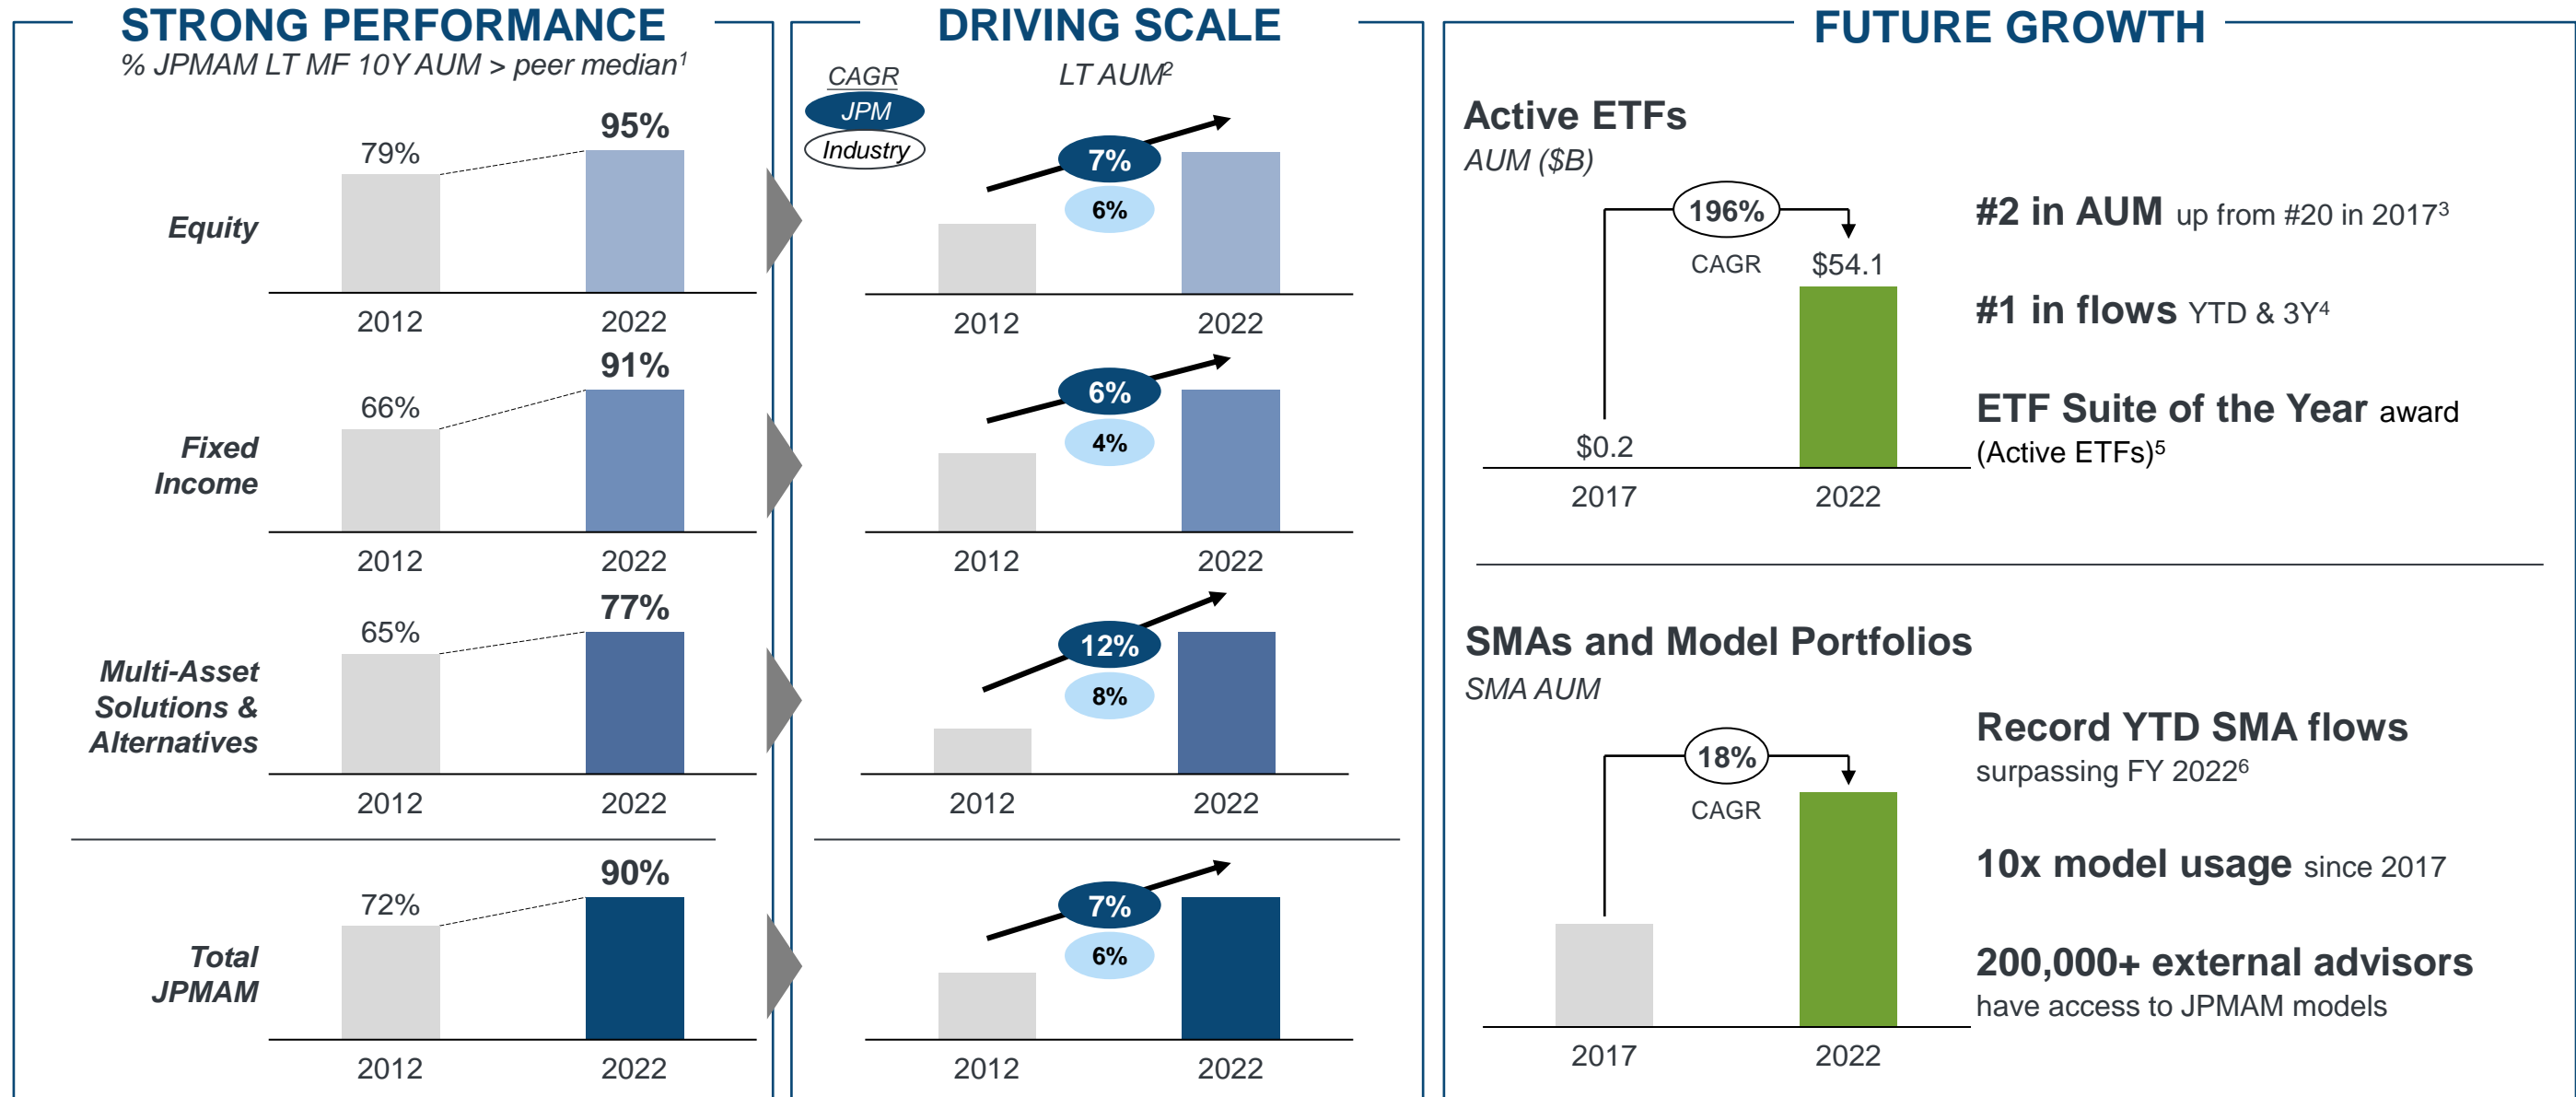 STRONG PERFORMANCE
% JPMAM LT MF 10Y AUM > peer median¹
79%
95%
Equity
2012
2022
66%
91%
Fixed
Income
2012
2022
65%
77%
Multi-Asset
Solutions &
Alternatives
2012
2022
72%
90%
Total
JPMAM
2012
2022
DRIVING SCALE
CAGR
JPM
Industry
LT AUM²
7%
6%
2012
2022
6%
4%
2012
2022
12%
8%
2012
2022
7%
6%
2012
2022
FUTURE GROWTH
Active ETFs
AUM ($B)
196%
CAGR
$54.1
$0.2
2017
2022
#2 in AUM up from #20 in 2017³
#1 in flows YTD & 3Y⁴
ETF Suite of the Year award
(Active ETFs)⁵
SMAs and Model Portfolios
SMA AUM
18%
CAGR
2017
2022
Record YTD SMA flows
surpassing FY 2022⁶
10x model usage since 2017
200,000+ external advisors
have access to JPMAM models